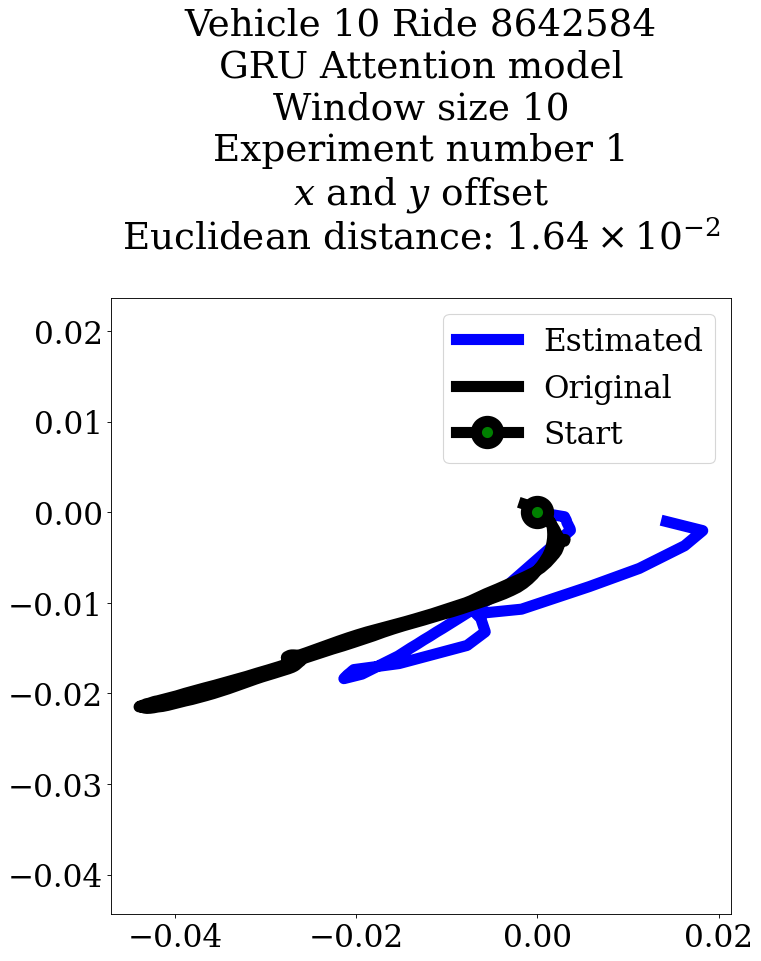 Vehicle 10 Ride 8642584
GRU Attention model
Window size 10
Experiment number 1
x and y offset
Euclidean distance: 1.64 × 10⁻²
Estimated
Original
Start
0.02
0.01
0.00
−0.01
−0.02
−0.03
−0.04
−0.04 −0.02 0.00 0.02